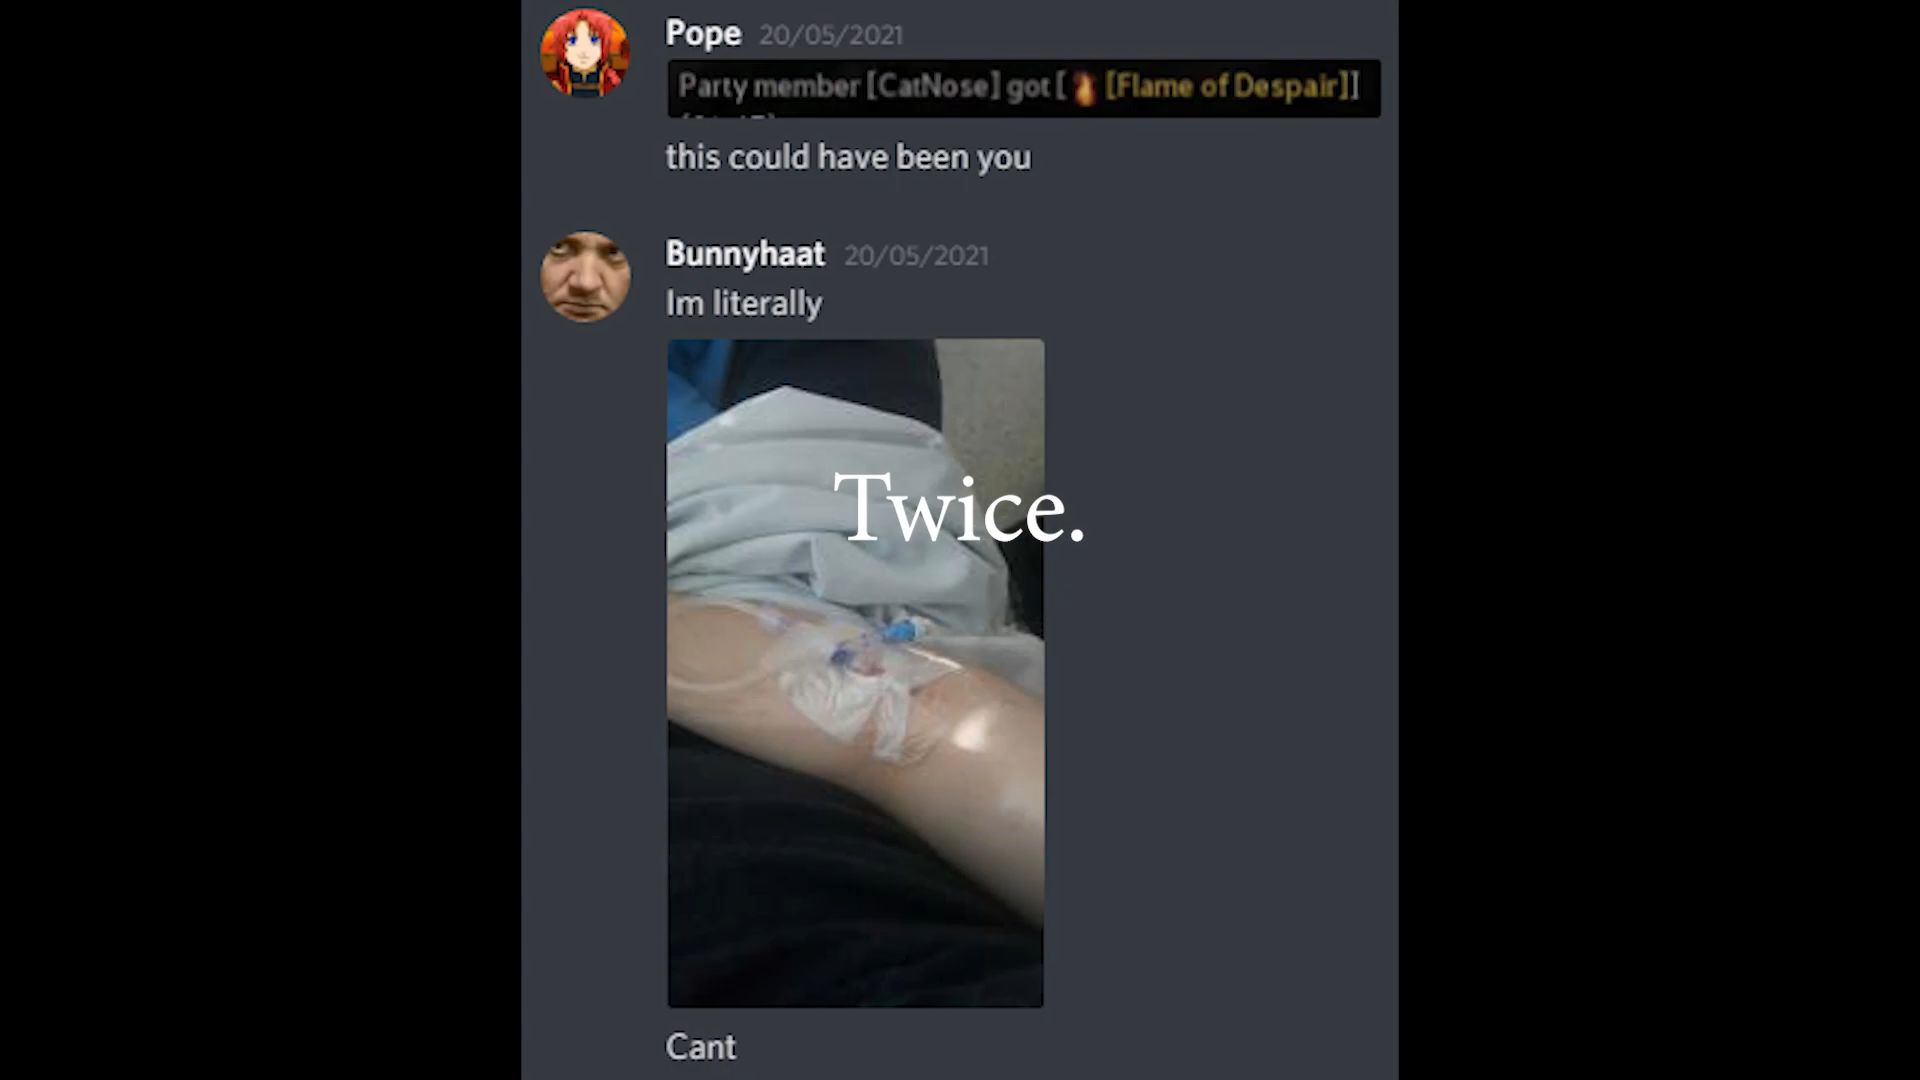 Pope 20/05/2021
Party member [CatNose] got [ [Flame of Despair]]
this could have been you
Bunnyhaat 20/05/2021
Im literally
Twice.
Cant